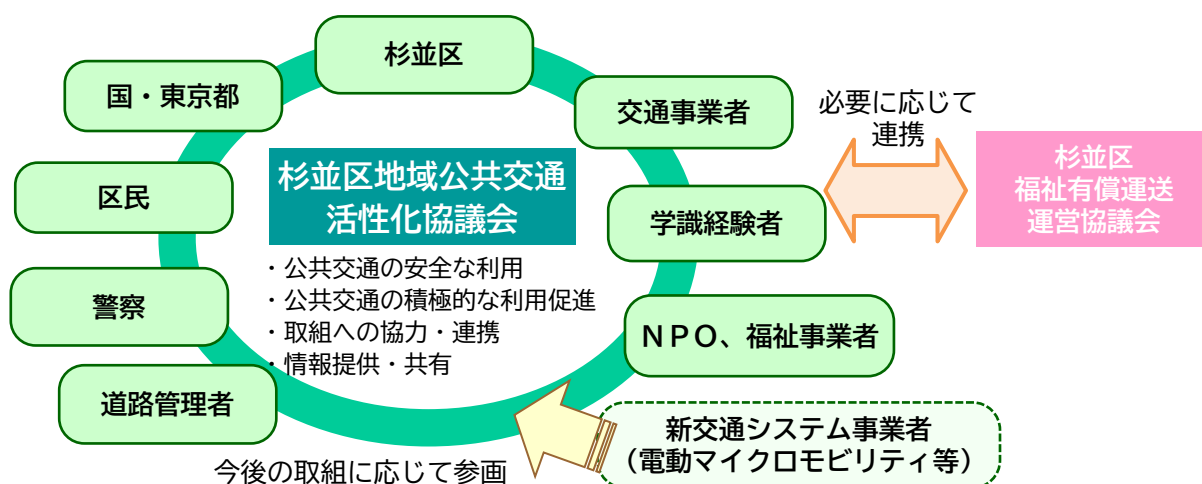 杉並区
国・東京都
交通事業者
必要に応じて
連携
杉並区
福祉有償運送
運営協議会
区民
杉並区地域公共交通
活性化協議会
学識経験者
・公共交通の安全な利用
・公共交通の積極的な利用促進
・取組への協力・連携
・情報提供・共有
警察
ＮＰＯ、福祉事業者
道路管理者
新交通システム事業者
（電動マイクロモビリティ等）
今後の取組に応じて参画